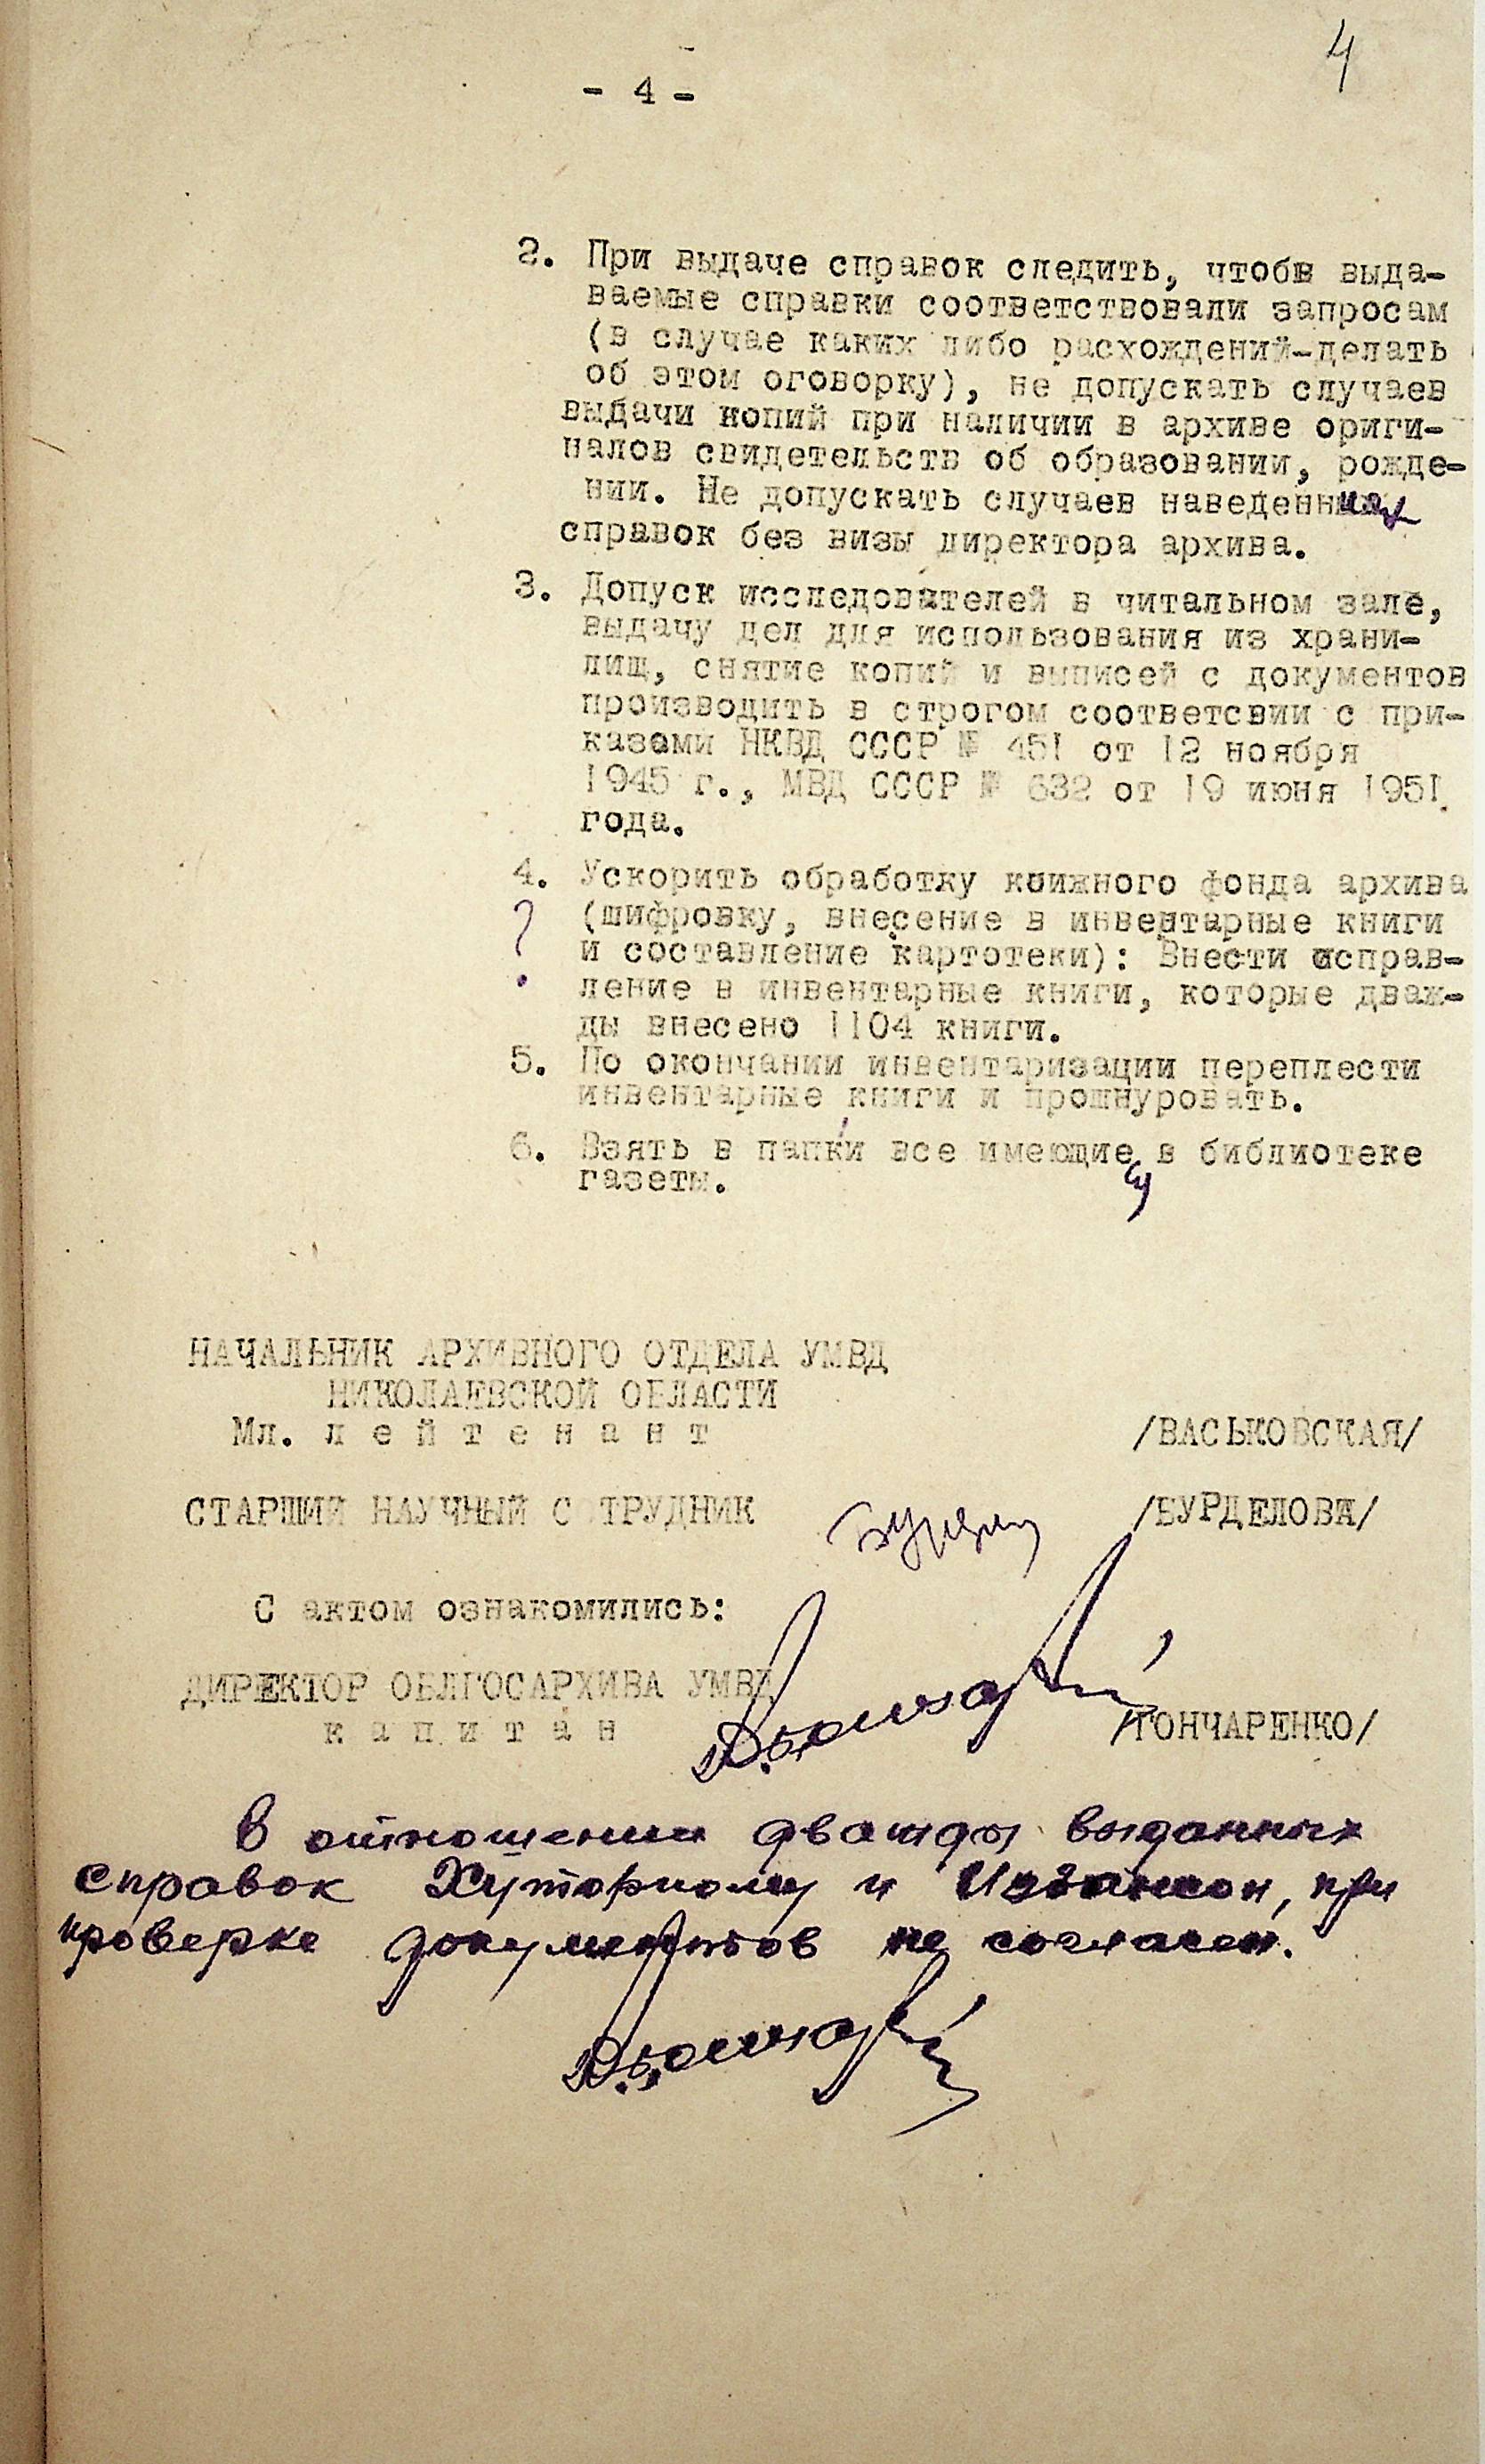 4
- 4 -
2. При выдаче справок следить, чтобы выда-
ваемые справки соответствовали запросам
(в случае каких либо расхождений-делать
об этом оговорку), не допускать случаев
выдачи копий при наличии в архиве ориги-
налов свидетельств об образовании, рожде-
нии. Не допускать случаев наведения
справок без визы директора архива.
3. Допуск исследователей в читальном зале,
выдачу дел для использования из храни-
лищ, снятие копий и выписей с документов
производить в строгом соответсвии с при-
казами НКВД СССР № 451 от 12 ноября
1945 г., МВД СССР № 632 от 19 июня 1951
года.
4. Ускорить обработку книжного фонда архива
? (шифровку, внесение в инвентарные книги
и составление картотеки): Внести исправ-
ление в инвентарные книги, которые дваж-
ды внесено 1104 книги.
5. По окончании инвентаризации переплести
инвентарные книги и прошнуровать.
6. Взять в папки все имеющиеся в библиотеке
газеты.
НАЧАЛЬНИК АРХИВНОГО ОТДЕЛА УМВД
НИКОЛАЕВСКОЙ ОБЛАСТИ
Мл. л е й т е н а н т /ВАСЬКОВСКАЯ/
СТАРШИЙ НАУЧНЫЙ С ТРУДНИК /БУРДЕЛОВА/
С актом ознакомились:
ДИРЕКТОР ОБЛГОСАРХИВА УМВД
к а п и т а н /ГОНЧАРЕНКО/
В отношении дважды выданных
справок Хуторному и при
проверке документов не согласен.